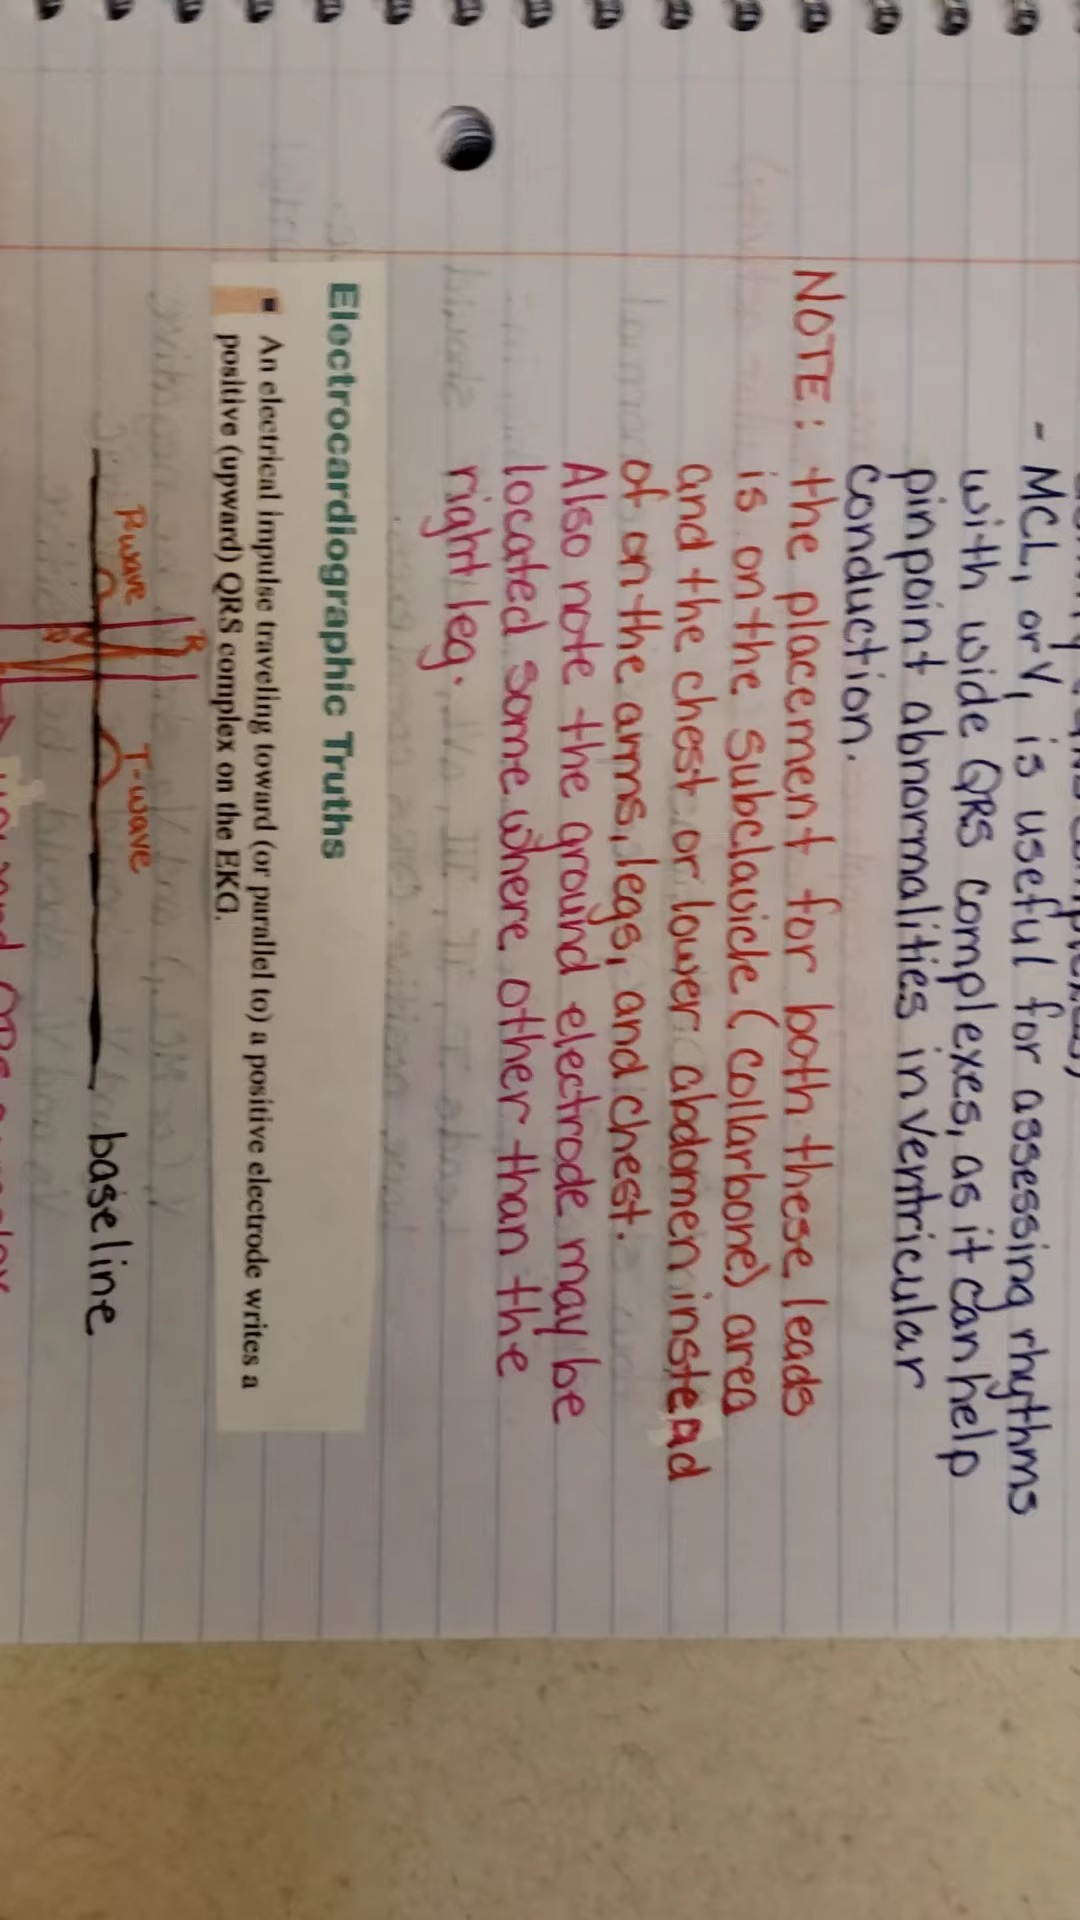 - MCL, or V, is useful for assessing rhythms
with wide QRS complexes, as it can help
pinpoint abnormalities in ventricular
conduction.
NOTE: the placement for both these leads
is on the subclavicle (collarbone) area
and the chest or lower abdomen instead
of on the arms, legs, and chest.
Also note the ground electrode may be
located some where other than the
right leg.
Electrocardiographic Truths
▪ An electrical impulse traveling toward (or parallel to) a positive electrode writes a
positive (upward) QRS complex on the EKG.
R
P wave T-wave
baseline